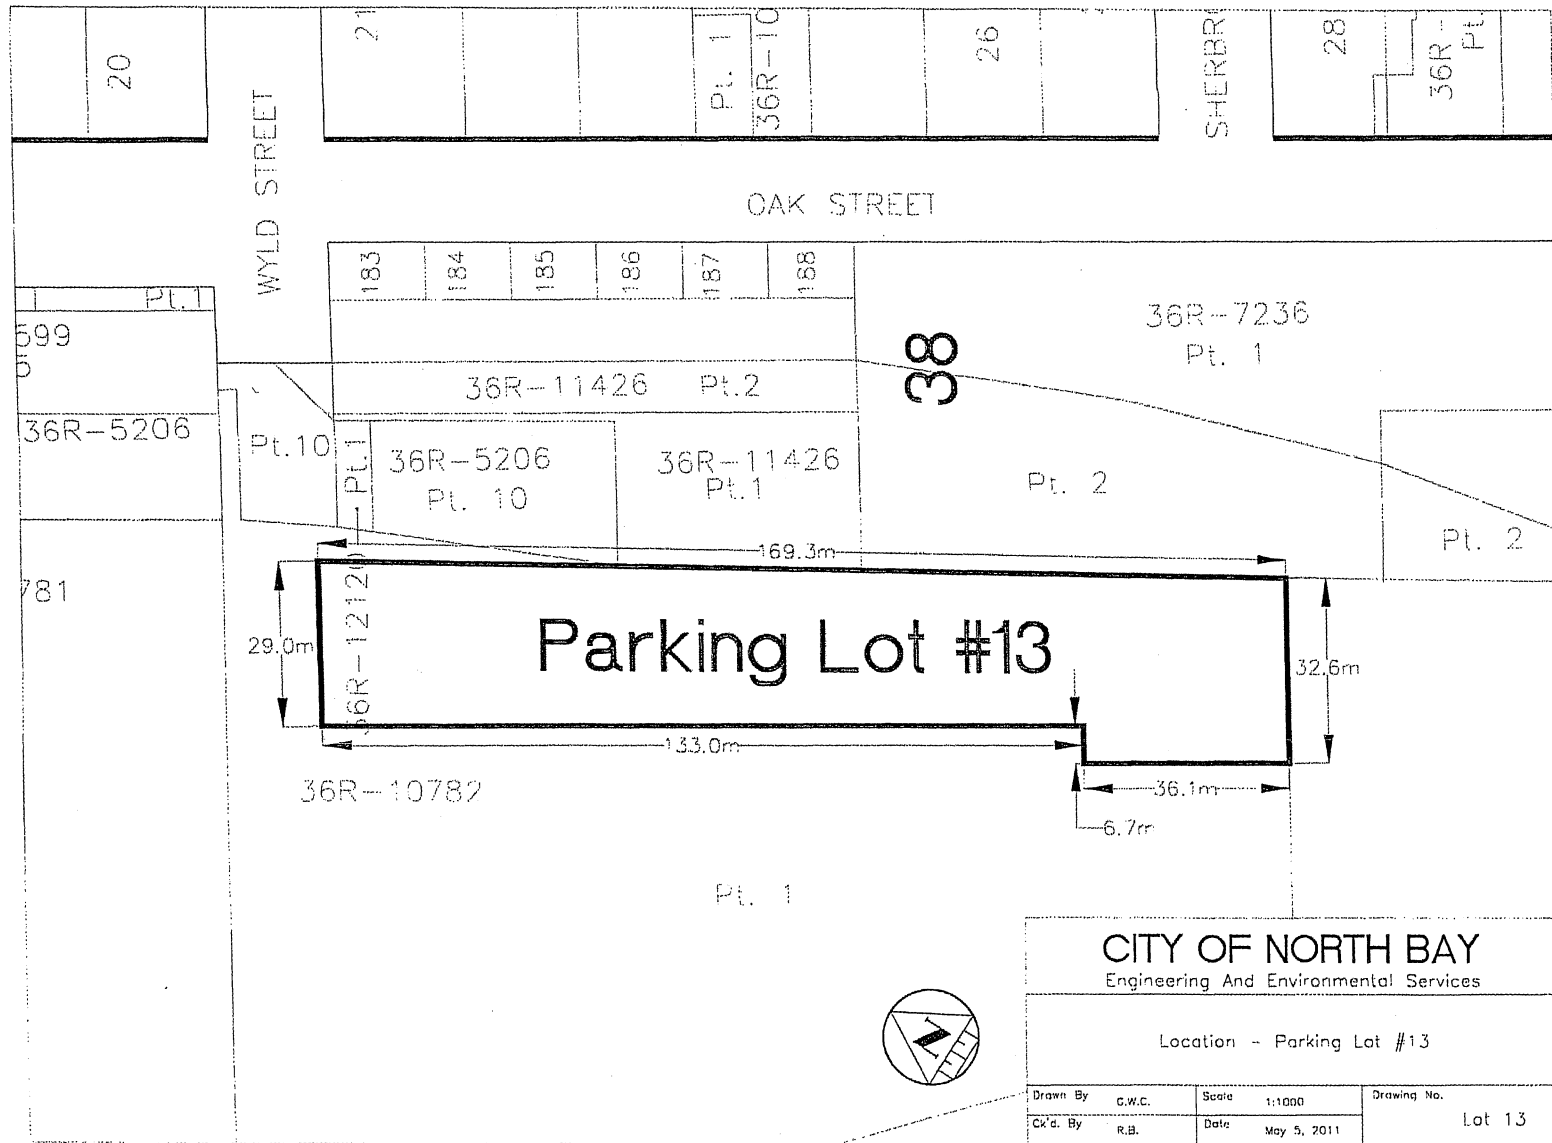 20
21
Pt. 1
36R-10
26
SHERBR
28
36R-
Pt.
WYLD STREET
OAK STREET
183
184
185
186
187
188
Pt.1
599
5
36R-5206
Pt.10
Pt.1
36R-11426 Pt.2
38
36R-7236
Pt. 1
36R-5206
Pt. 10
36R-11426
Pt.1
Pt. 2
Pt. 2
781
169.3m
29.0m
36R-12120
Parking Lot #13
32.6m
133.0m
36.1m
6.7m
36R-10782
Pt. 1
N
CITY OF NORTH BAY
Engineering And Environmental Services
Location - Parking Lot #13
Drawn By G.W.C.
Scale 1:1000
Drawing No.
Ck'd. By R.B.
Date May 5, 2011
Lot 13